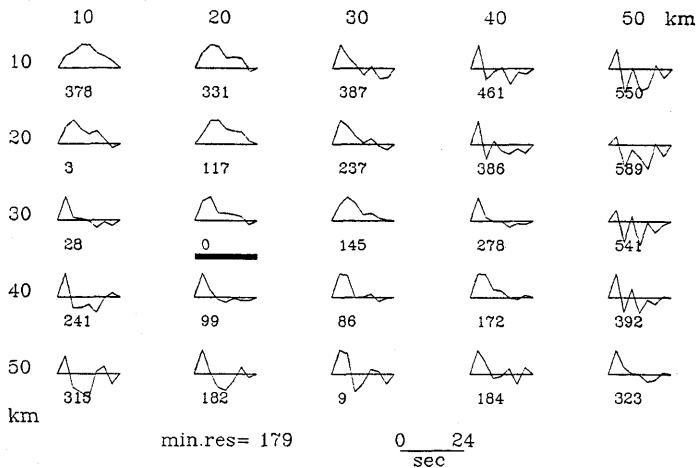 10 20 30 40 50 km
10
378 331 387 461 550
20
3 117 237 386 589
30
28 0 145 278 541
40
241 99 86 172 392
50
315 182 9 184 323
km
min.res= 179 0 24
sec